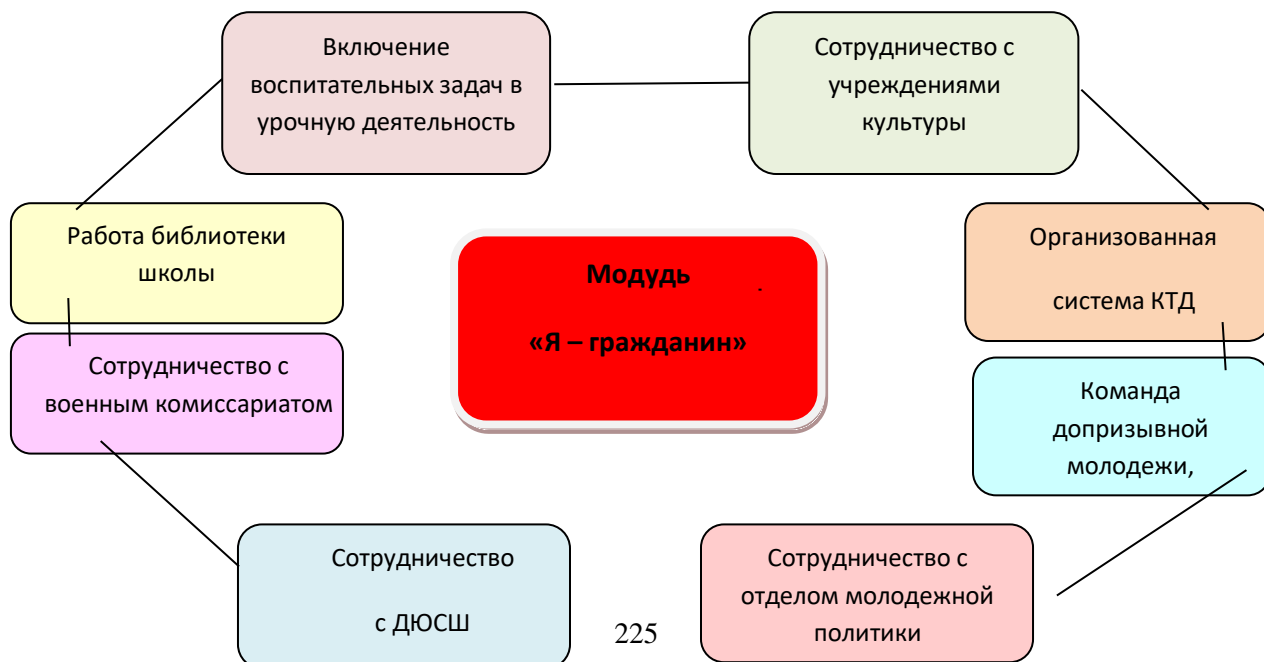 Включение
воспитательных задач в
урочную деятельность
Сотрудничество с
учреждениями
культуры
Работа библиотеки
школы
Модудь
«Я – гражданин»
Организованная
система КТД
Сотрудничество с
военным комиссариатом
Команда
допризывной
молодежи,
Сотрудничество
с ДЮСШ
Сотрудничество с
отделом молодежной
политики
225